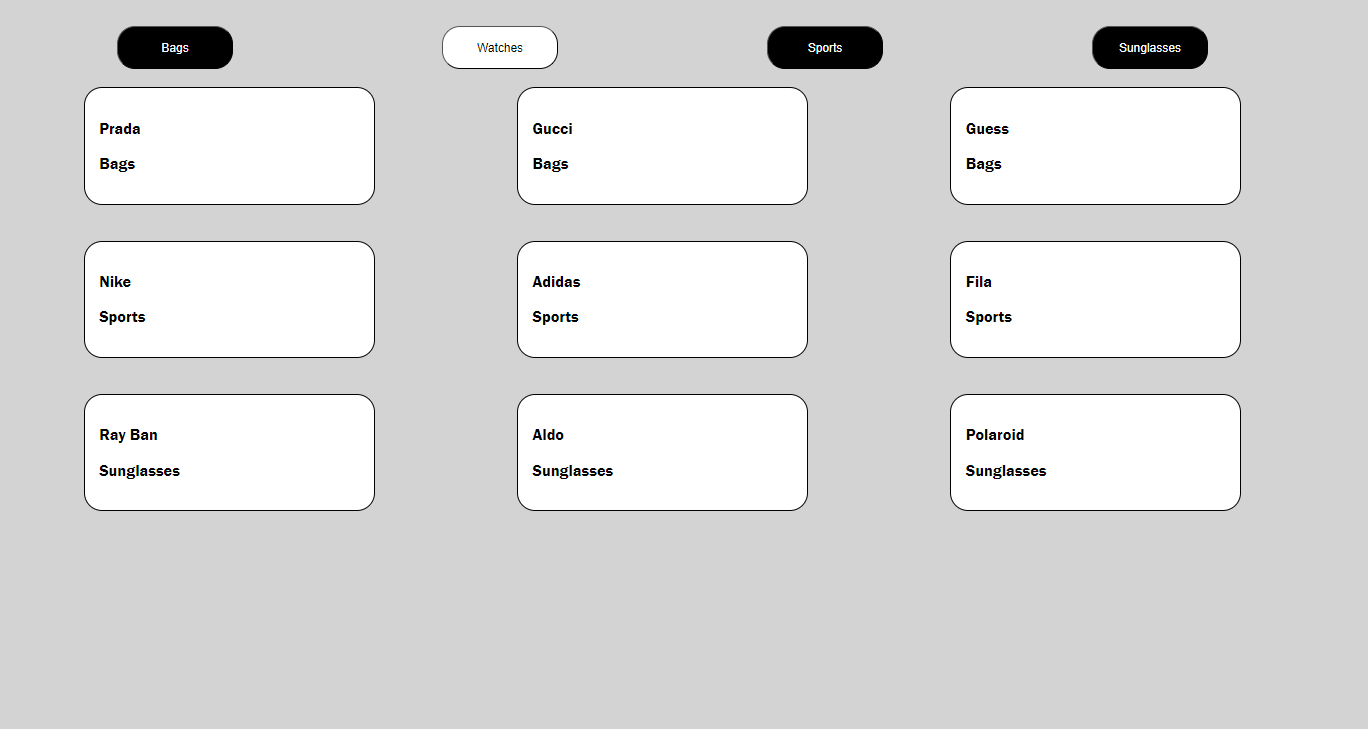 Bags
Watches
Sports
Sunglasses
Prada
Bags
Gucci
Bags
Guess
Bags
Nike
Sports
Adidas
Sports
Fila
Sports
Ray Ban
Sunglasses
Aldo
Sunglasses
Polaroid
Sunglasses